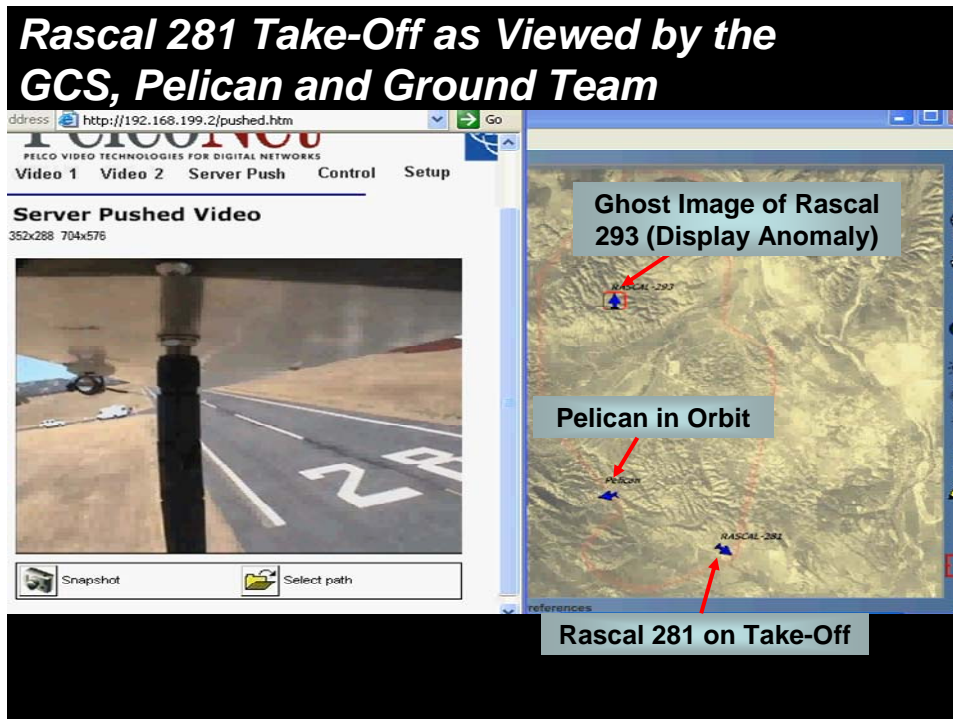 Rascal 281 Take-Off as Viewed by the
GCS, Pelican and Ground Team
ddress http://192.168.199.2/pushed.htm Go
PelcoNet
PELCO VIDEO TECHNOLOGIES FOR DIGITAL NETWORKS
Video 1 Video 2 Server Push Control Setup
Server Pushed Video
352x288 704x576
28
Snapshot Select path
Ghost Image of Rascal
293 (Display Anomaly)
RASCAL-293
Pelican in Orbit
Pelican
RASCAL-281
references
Rascal 281 on Take-Off